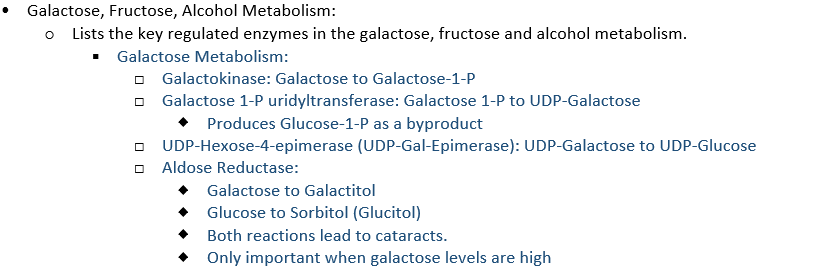 • Galactose, Fructose, Alcohol Metabolism:
o Lists the key regulated enzymes in the galactose, fructose and alcohol metabolism.
▪ Galactose Metabolism:
□ Galactokinase: Galactose to Galactose-1-P
□ Galactose 1-P uridyltransferase: Galactose 1-P to UDP-Galactose
◆ Produces Glucose-1-P as a byproduct
□ UDP-Hexose-4-epimerase (UDP-Gal-Epimerase): UDP-Galactose to UDP-Glucose
□ Aldose Reductase:
◆ Galactose to Galactitol
◆ Glucose to Sorbitol (Glucitol)
◆ Both reactions lead to cataracts.
◆ Only important when galactose levels are high